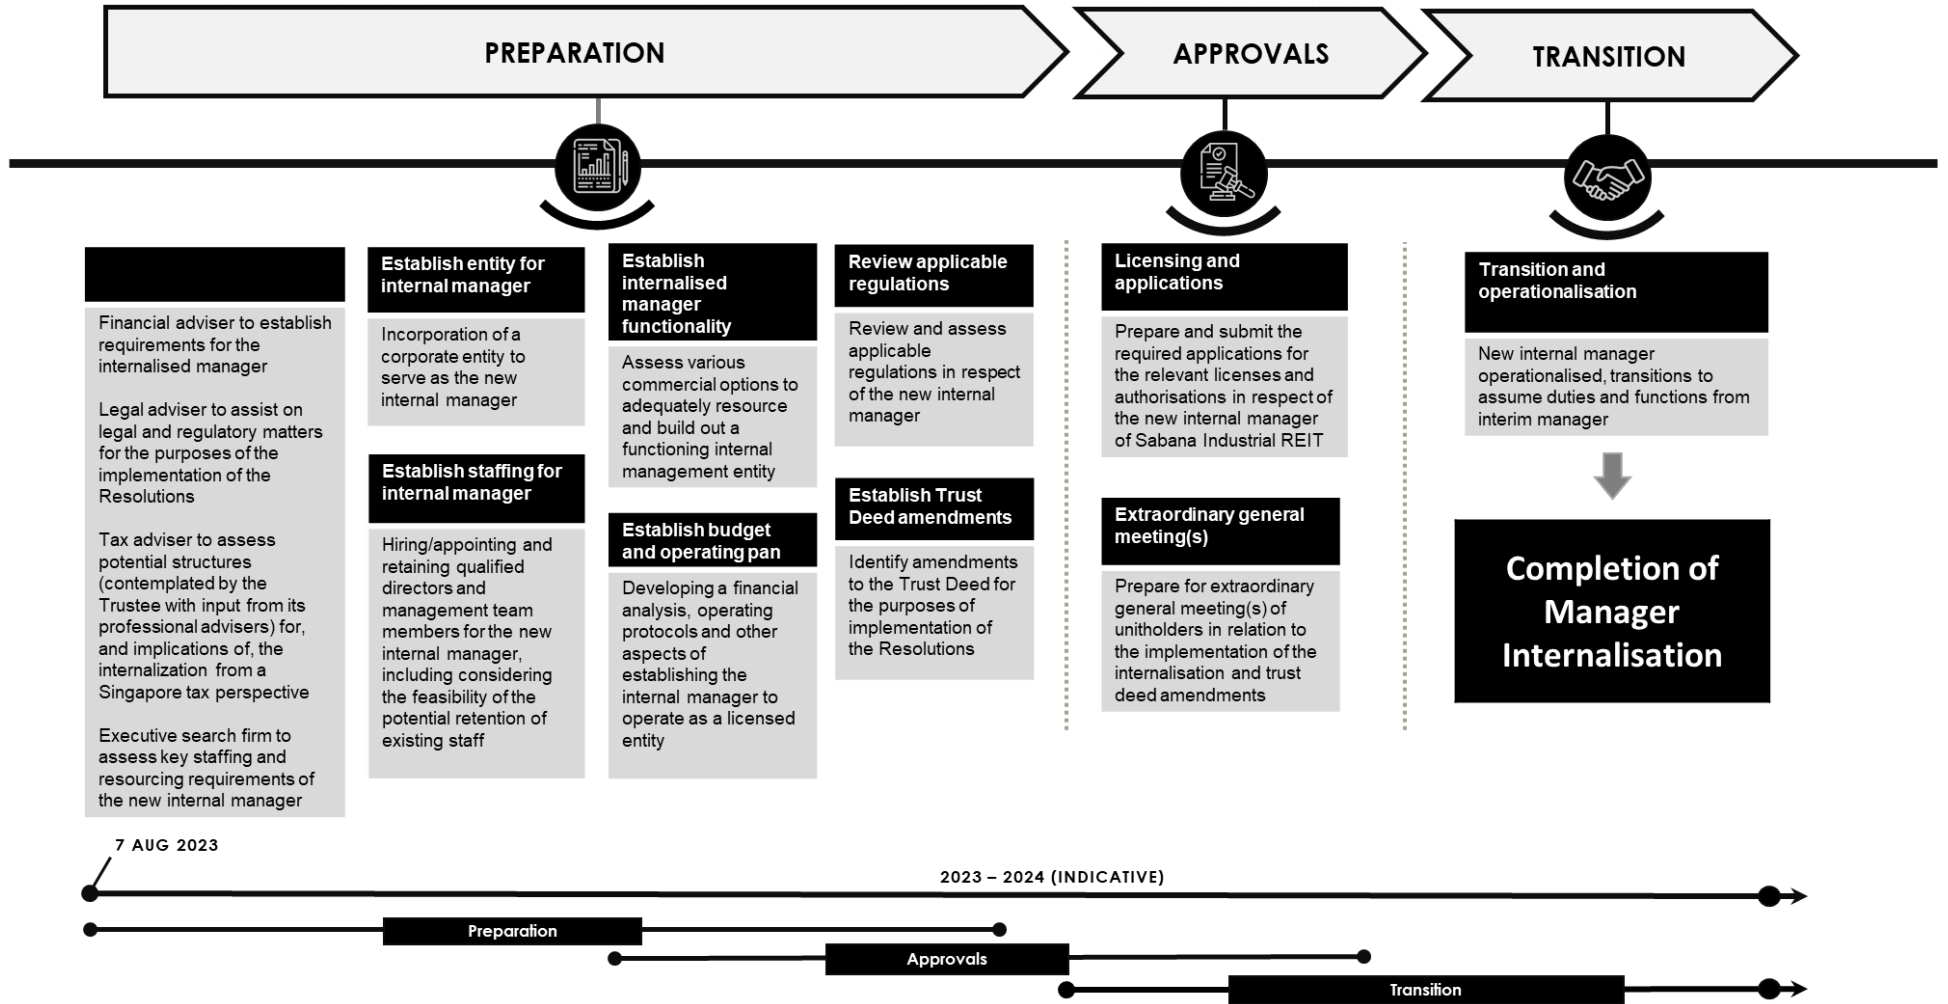 PREPARATION
APPROVALS
TRANSITION
Financial adviser to establish
requirements for the
internalised manager
Legal adviser to assist on
legal and regulatory matters
for the purposes of the
implementation of the
Resolutions
Tax adviser to assess
potential structures
(contemplated by the
Trustee with input from its
professional advisers) for,
and implications of, the
internalization from a
Singapore tax perspective
Executive search firm to
assess key staffing and
resourcing requirements of
the new internal manager
Establish entity for
internal manager
Incorporation of a
corporate entity to
serve as the new
internal manager
Establish staffing for
internal manager
Hiring/appointing and
retaining qualified
directors and
management team
members for the new
internal manager,
including considering
the feasibility of the
potential retention of
existing staff
Establish
internalised
manager
functionality
Assess various
commercial options to
adequately resource
and build out a
functioning internal
management entity
Establish budget
and operating pan
Developing a financial
analysis, operating
protocols and other
aspects of
establishing the
internal manager to
operate as a licensed
entity
Review applicable
regulations
Review and assess
applicable
regulations in respect
of the new internal
manager
Establish Trust
Deed amendments
Identify amendments
to the Trust Deed for
the purposes of
implementation of
the Resolutions
Licensing and
applications
Prepare and submit the
required applications for
the relevant licenses and
authorisations in respect of
the new internal manager
of Sabana Industrial REIT
Extraordinary general
meeting(s)
Prepare for extraordinary
general meeting(s) of
unitholders in relation to
the implementation of the
internalisation and trust
deed amendments
Transition and
operationalisation
New internal manager
operationalised, transitions to
assume duties and functions from
interim manager
Completion of
Manager
Internalisation
7 AUG 2023
2023 – 2024 (INDICATIVE)
Preparation
Approvals
Transition